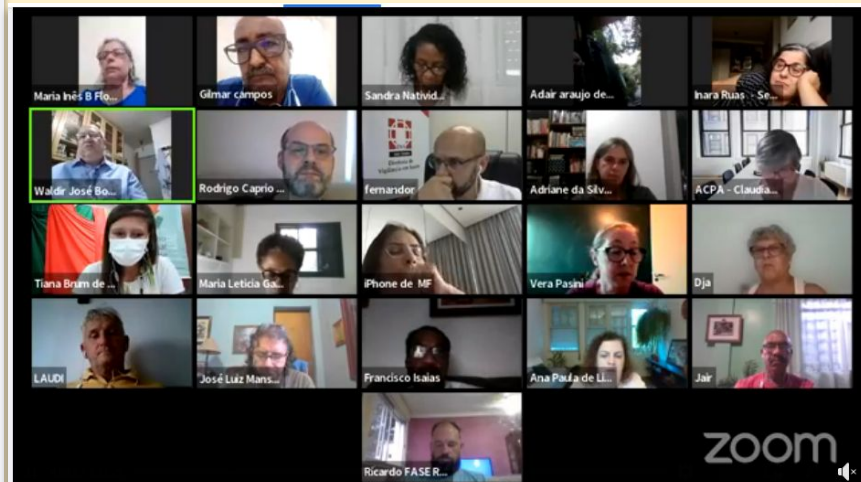 Maria Inês B Flo...
Gilmar campos
Sandra Nativid...
Adair araujo de...
Inara Ruas - Se...
Waldir José Bo...
Rodrigo Caprio ...
fernandor
Adriane da Silv...
ACPA - Claudia...
Tiana Brum de ...
Maria Leticia Ga...
iPhone de MF
Vera Pasini
Dja
LAUDI
José Luiz Mans...
Francisco Isaias
Ana Paula de Li...
Jair
Ricardo FASE R...
zoom